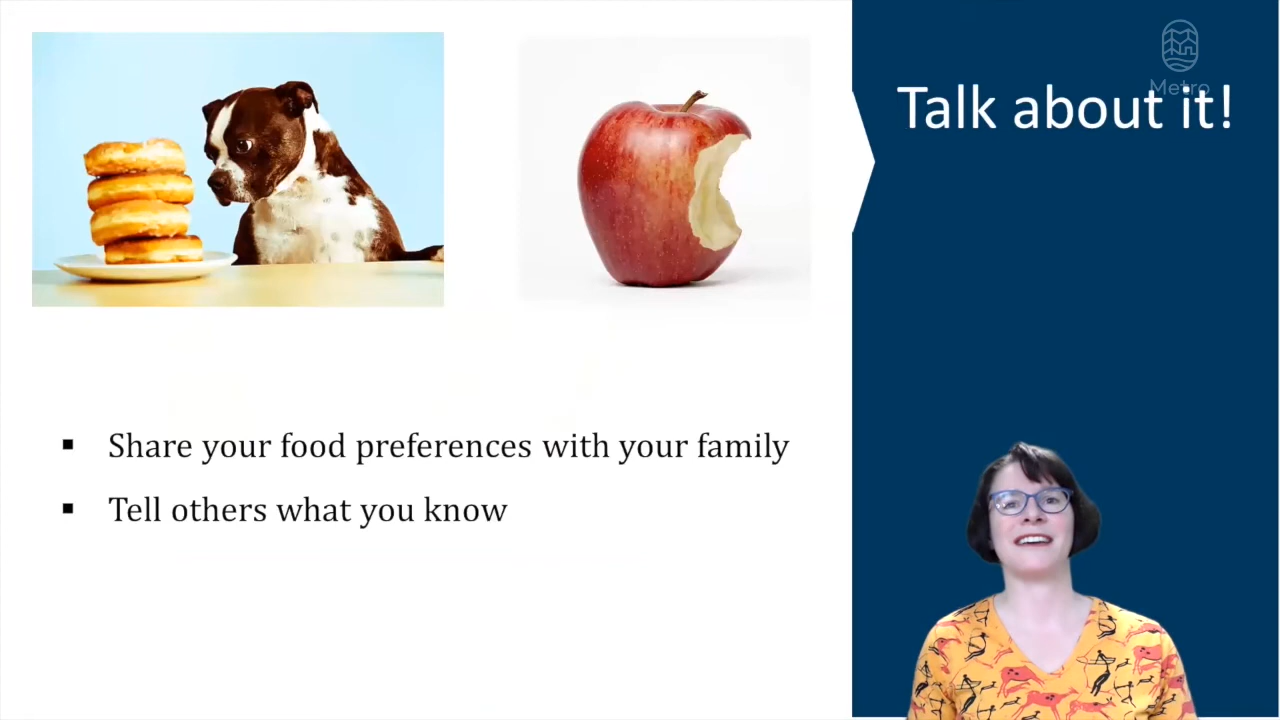 Metro
Talk about it!
▪ Share your food preferences with your family
▪ Tell others what you know